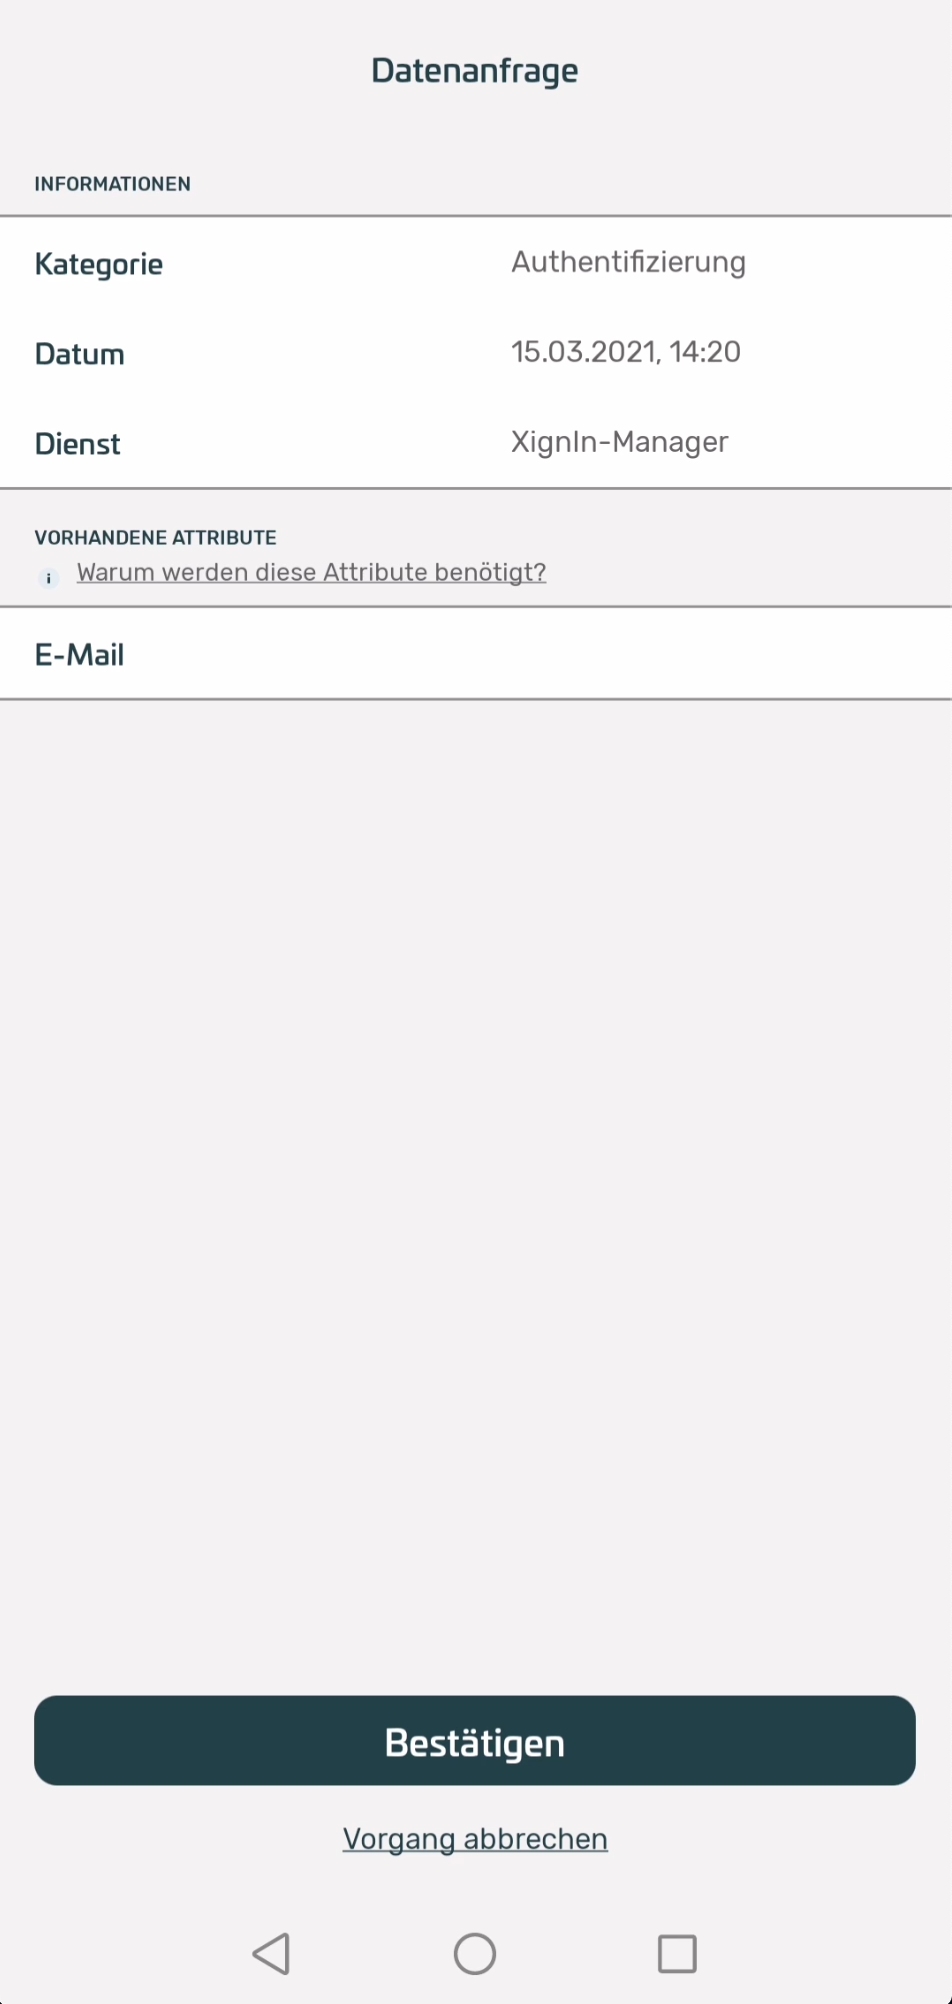 Datenanfrage
INFORMATIONEN
Kategorie Authentifizierung
Datum 15.03.2021, 14:20
Dienst XignIn-Manager
VORHANDENE ATTRIBUTE
i Warum werden diese Attribute benötigt?
E-Mail
Bestätigen
Vorgang abbrechen